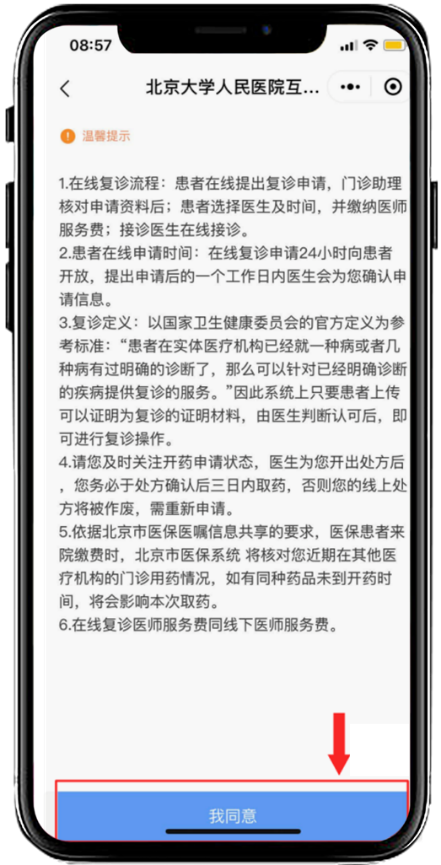 08:57
北京大学人民医院互...
温馨提示
1.在线复诊流程：患者在线提出复诊申请，门诊助理
核对申请资料后；患者选择医生及时间，并缴纳医师
服务费；接诊医生在线接诊。
2.患者在线申请时间：在线复诊申请24小时向患者
开放，提出申请后的一个工作日内医生会为您确认申
请信息。
3.复诊定义：以国家卫生健康委员会的官方定义为参
考标准：“患者在实体医疗机构已经就一种病或者几
种病有过明确的诊断了，那么可以针对已经明确诊断
的疾病提供复诊的服务。”因此系统上只要患者上传
可以证明为复诊的证明材料，由医生判断认可后，即
可进行复诊操作。
4.请您及时关注开药申请状态，医生为您开出处方后
，您务必于处方确认后三日内取药，否则您的线上处
方将被作废，需重新申请。
5.依据北京市医保医嘱信息共享的要求，医保患者来
院缴费时，北京市医保系统 将核对您近期在其他医
疗机构的门诊用药情况，如有同种药品未到开药时
间，将会影响本次取药。
6.在线复诊医师服务费同线下医师服务费。
我同意